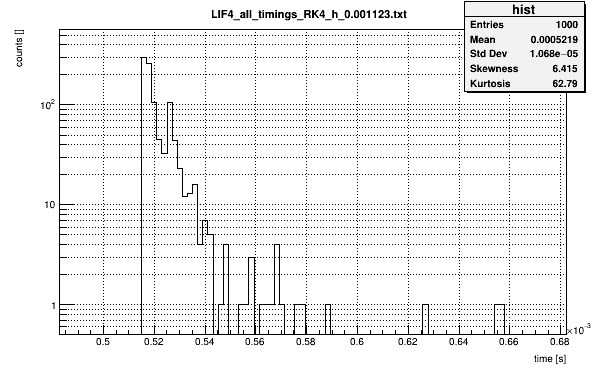 LIF4_all_timings_RK4_h_0.001123.txt
hist
Entries 1000
Mean 0.0005219
Std Dev 1.068e−05
Skewness 6.415
Kurtosis 62.79
counts []
10²
10
1
0.5 0.52 0.54 0.56 0.58 0.6 0.62 0.64 0.66 0.68
×10⁻³
time [s]